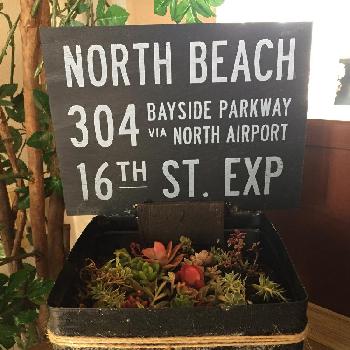 NORTH BEACH
304 BAYSIDE PARKWAY
VIA NORTH AIRPORT
16TH ST. EXP